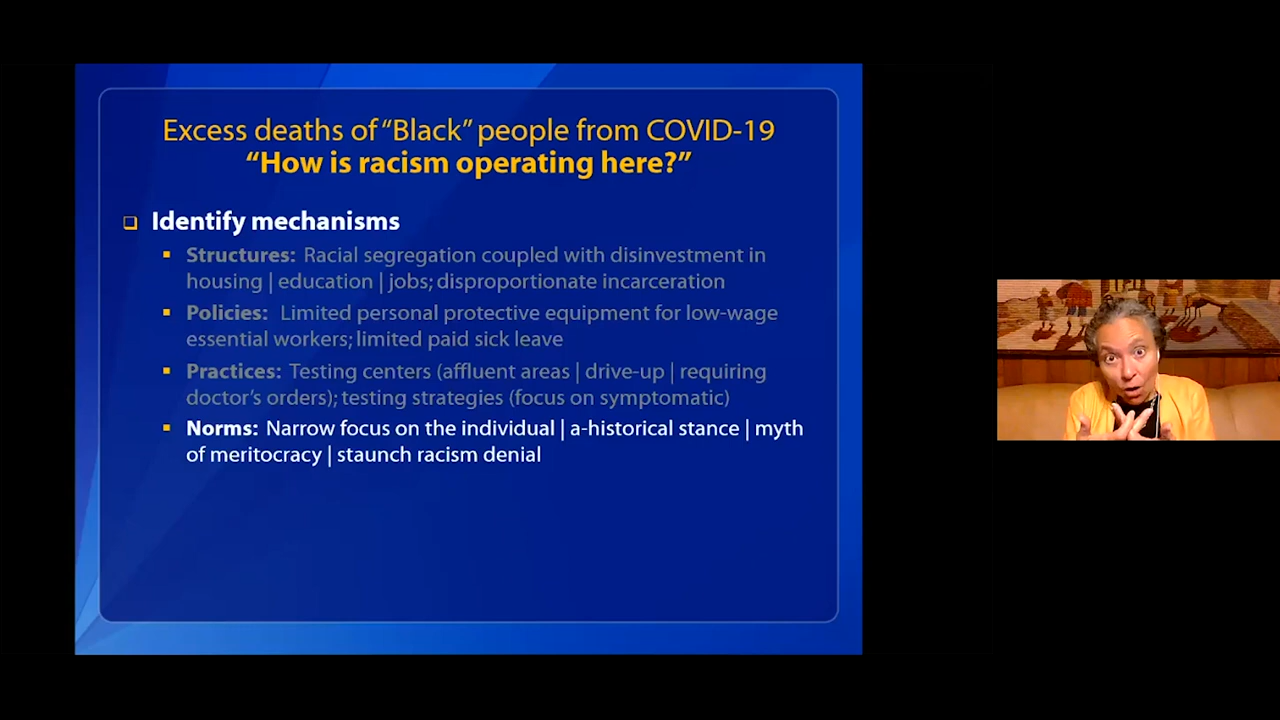 Excess deaths of “Black” people from COVID-19
“How is racism operating here?”
Identify mechanisms
Structures: Racial segregation coupled with disinvestment in
housing | education | jobs; disproportionate incarceration
Policies: Limited personal protective equipment for low-wage
essential workers; limited paid sick leave
Practices: Testing centers (affluent areas | drive-up | requiring
doctor’s orders); testing strategies (focus on symptomatic)
Norms: Narrow focus on the individual | a-historical stance | myth
of meritocracy | staunch racism denial